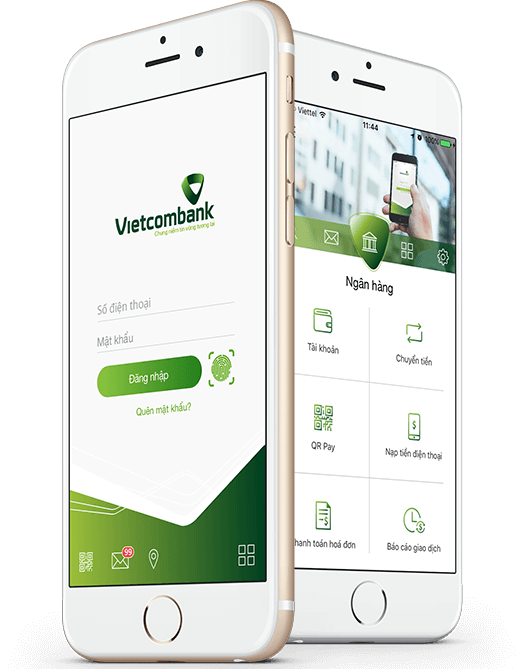 Vietcombank
Chung niềm tin vững tương lai
Số điện thoại
Mật khẩu
Đăng nhập
Quên mật khẩu?
99
Viettel
11:44
100%
Ngân hàng
Tài khoản
Chuyển tiền
QR Pay
Nạp tiền điện thoại
hanh toán hoá đơn
Báo cáo giao dịch